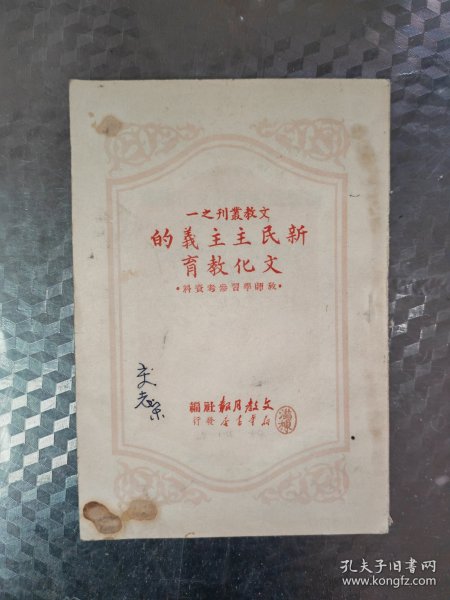 文教叢刊之一
新民主主義的
文化教育
•教師學習參考資料•
文教月報社編
新華書店發行
孔夫子旧书网
www.kongfz.com